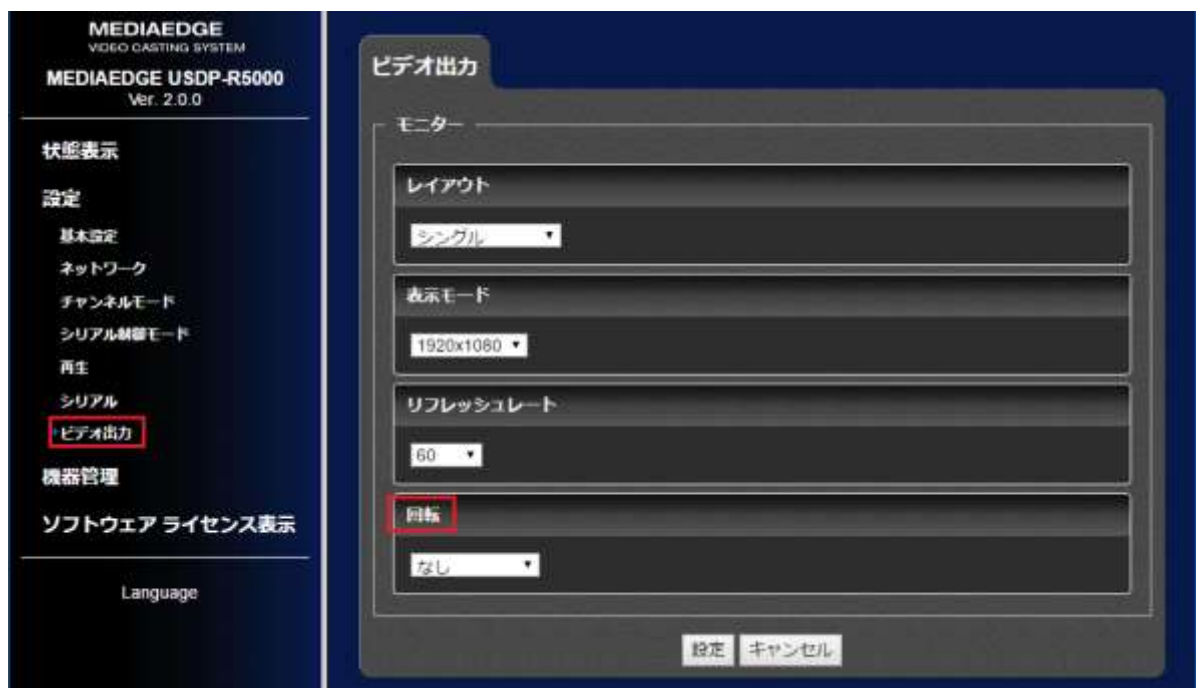 MEDIAEDGE
VIDEO CASTING SYSTEM
MEDIAEDGE USDP-R5000
Ver. 2.0.0
状態表示
設定
基本設定
ネットワーク
チャンネルモード
シリアル制御モード
再生
シリアル
ビデオ出力
機器管理
ソフトウェア ライセンス表示
Language
ビデオ出力
モニター
レイアウト
シングル
表示モード
1920x1080
リフレッシュレート
60
回転
なし
設定 キャンセル